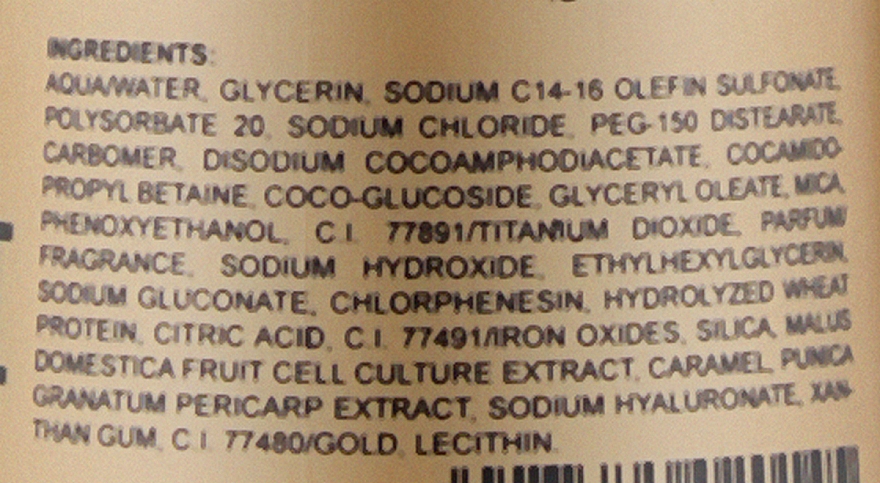 INGREDIENTS:
AQUA/WATER, GLYCERIN, SODIUM C14-16 OLEFIN SULFONATE,
POLYSORBATE 20, SODIUM CHLORIDE, PEG-150 DISTEARATE,
CARBOMER, DISODIUM COCOAMPHODIACETATE, COCAMIDO-
PROPYL BETAINE, COCO-GLUCOSIDE, GLYCERYL OLEATE, MICA,
PHENOXYETHANOL, C.I. 77891/TITANIUM DIOXIDE, PARFUM/
FRAGRANCE, SODIUM HYDROXIDE, ETHYLHEXYLGLYCERIN,
SODIUM GLUCONATE, CHLORPHENESIN, HYDROLYZED WHEAT
PROTEIN, CITRIC ACID, C.I. 77491/IRON OXIDES, SILICA, MALUS
DOMESTICA FRUIT CELL CULTURE EXTRACT, CARAMEL, PUNICA
GRANATUM PERICARP EXTRACT, SODIUM HYALURONATE, XAN-
THAN GUM, C.I. 77480/GOLD, LECITHIN.